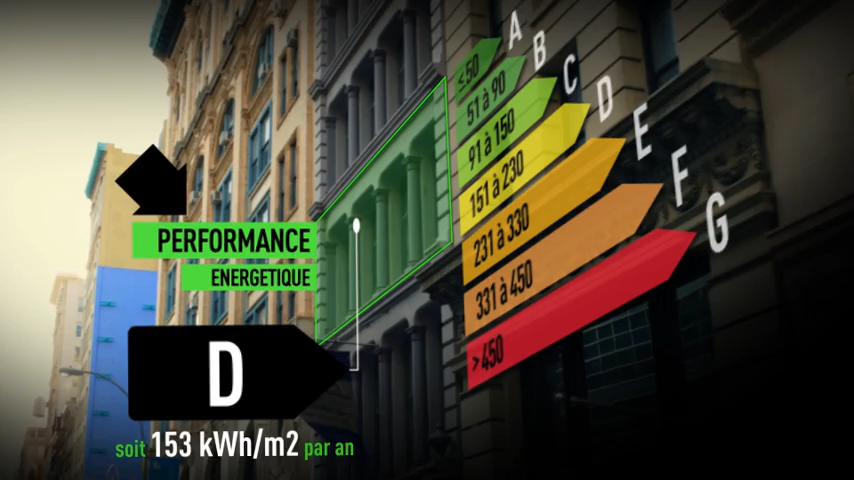 PERFORMANCE
ENERGETIQUE
D
soit 153 kWh/m2 par an
≤50 A
51 à 90 B
91 à 150 C
151 à 230 D
231 à 330 E
331 à 450 F
>450 G